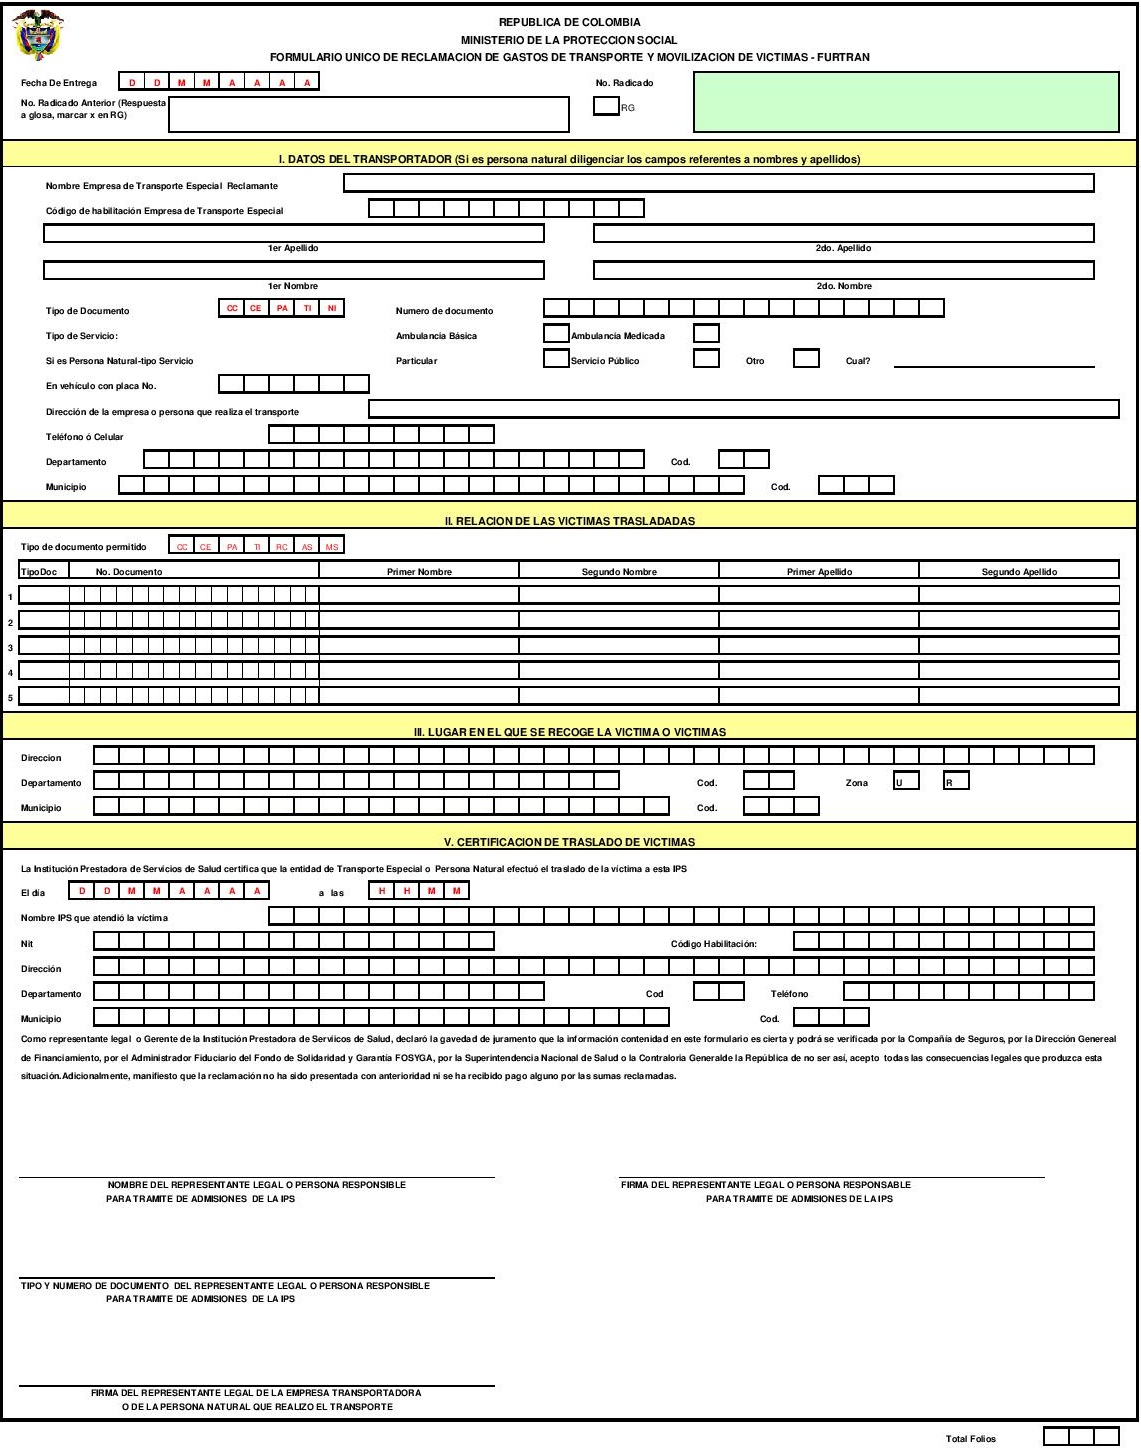 REPUBLICA DE COLOMBIA
MINISTERIO DE LA PROTECCION SOCIAL
FORMULARIO UNICO DE RECLAMACION DE GASTOS DE TRANSPORTE Y MOVILIZACION DE VICTIMAS - FURTRAN
Fecha De Entrega D D M M A A A A No. Radicado
No. Radicado Anterior (Respuesta a glosa, marcar x en RG) RG
I. DATOS DEL TRANSPORTADOR (Si es persona natural diligenciar los campos referentes a nombres y apellidos)
Nombre Empresa de Transporte Especial Reclamante
Código de habilitación Empresa de Transporte Especial
1er Apellido 2do. Apellido
1er Nombre 2do. Nombre
Tipo de Documento CC CE PA TI NI Numero de documento
Tipo de Servicio: Ambulancia Básica Ambulancia Medicada
Si es Persona Natural-tipo Servicio Particular Servicio Público Otro Cual?
En vehículo con placa No.
Dirección de la empresa o persona que realiza el transporte
Teléfono ó Celular
Departamento Cod.
Municipio Cod.
II. RELACION DE LAS VICTIMAS TRASLADADAS
Tipo de documento permitido CC CE PA TI RC AS MS
TipoDoc No. Documento Primer Nombre Segundo Nombre Primer Apellido Segundo Apellido
1
2
3
4
5
III. LUGAR EN EL QUE SE RECOGE LA VICTIMA O VICTIMAS
Direccion
Departamento Cod. Zona U R
Municipio Cod.
V. CERTIFICACION DE TRASLADO DE VICTIMAS
La Institución Prestadora de Servicios de Salud certifica que la entidad de Transporte Especial o Persona Natural efectuó el traslado de la víctima a esta IPS
El día D D M M A A A A a las H H M M
Nombre IPS que atendió la víctima
Nit Código Habilitación:
Dirección
Departamento Cod Teléfono
Municipio Cod.
Como representante legal o Gerente de la Institución Prestadora de Serviicos de Salud, declaró la gavedad de juramento que la información contenidad en este formulario es cierta y podrá se verificada por la Compañía de Seguros, por la Dirección Genereal
de Financiamiento, por el Administrador Fiduciario del Fondo de Solidaridad y Garantía FOSYGA, por la Superintendencia Nacional de Salud o la Contraloria Generalde la República de no ser así, acepto todas las consecuencias legales que produzca esta
situación.Adicionalmente, manifiesto que la reclamación no ha sido presentada con anterioridad ni se ha recibido pago alguno por las sumas reclamadas.
NOMBRE DEL REPRESENTANTE LEGAL O PERSONA RESPONSIBLE FIRMA DEL REPRESENTANTE LEGAL O PERSONA RESPONSABLE
PARA TRAMITE DE ADMISIONES DE LA IPS PARA TRAMITE DE ADMISIONES DE LA IPS
TIPO Y NUMERO DE DOCUMENTO DEL REPRESENTANTE LEGAL O PERSONA RESPONSIBLE
PARA TRAMITE DE ADMISIONES DE LA IPS
FIRMA DEL REPRESENTANTE LEGAL DE LA EMPRESA TRANSPORTADORA
O DE LA PERSONA NATURAL QUE REALIZO EL TRANSPORTE
Total Folios